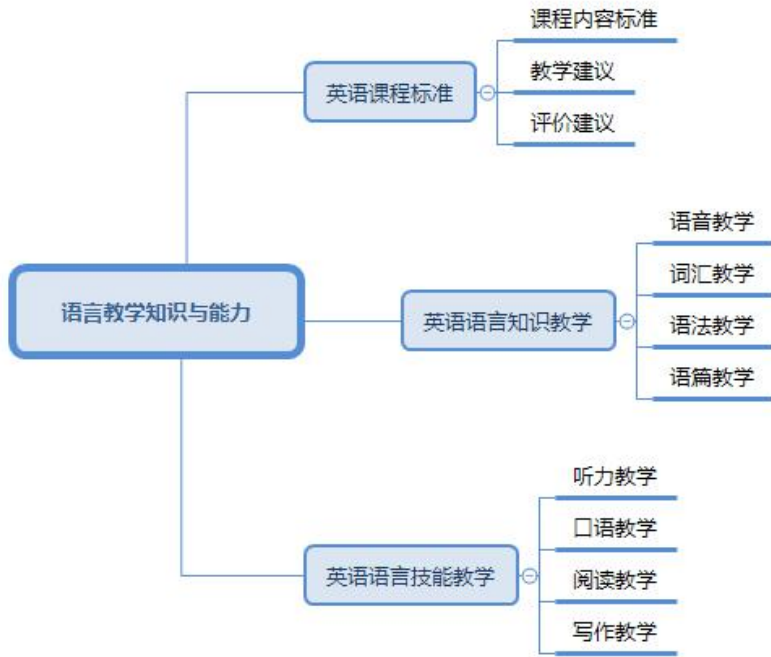 语言教学知识与能力
英语课程标准
课程内容标准
教学建议
评价建议
英语语言知识教学
语音教学
词汇教学
语法教学
语篇教学
英语语言技能教学
听力教学
口语教学
阅读教学
写作教学